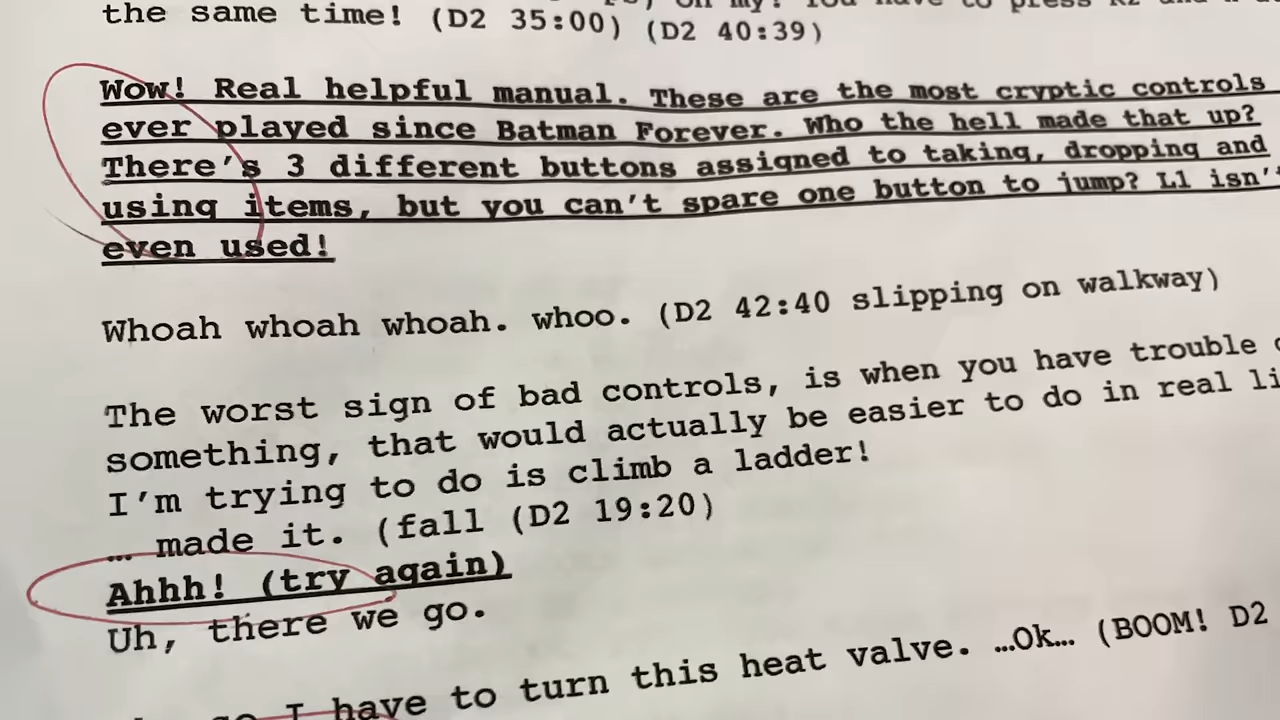 the same time! (D2 35:00) (D2 40:39)
Wow! Real helpful manual. These are the most cryptic controls
ever played since Batman Forever. Who the hell made that up?
There's 3 different buttons assigned to taking, dropping and
using items, but you can't spare one button to jump? L1 isn't
even used!
Whoah whoah whoah. whoo. (D2 42:40 slipping on walkway)
The worst sign of bad controls, is when you have trouble
something, that would actually be easier to do in real
I'm trying to do is climb a ladder!
… made it. (fall (D2 19:20)
Ahhh! (try again)
Uh, there we go.
I have to turn this heat valve. …Ok… (BOOM! D2